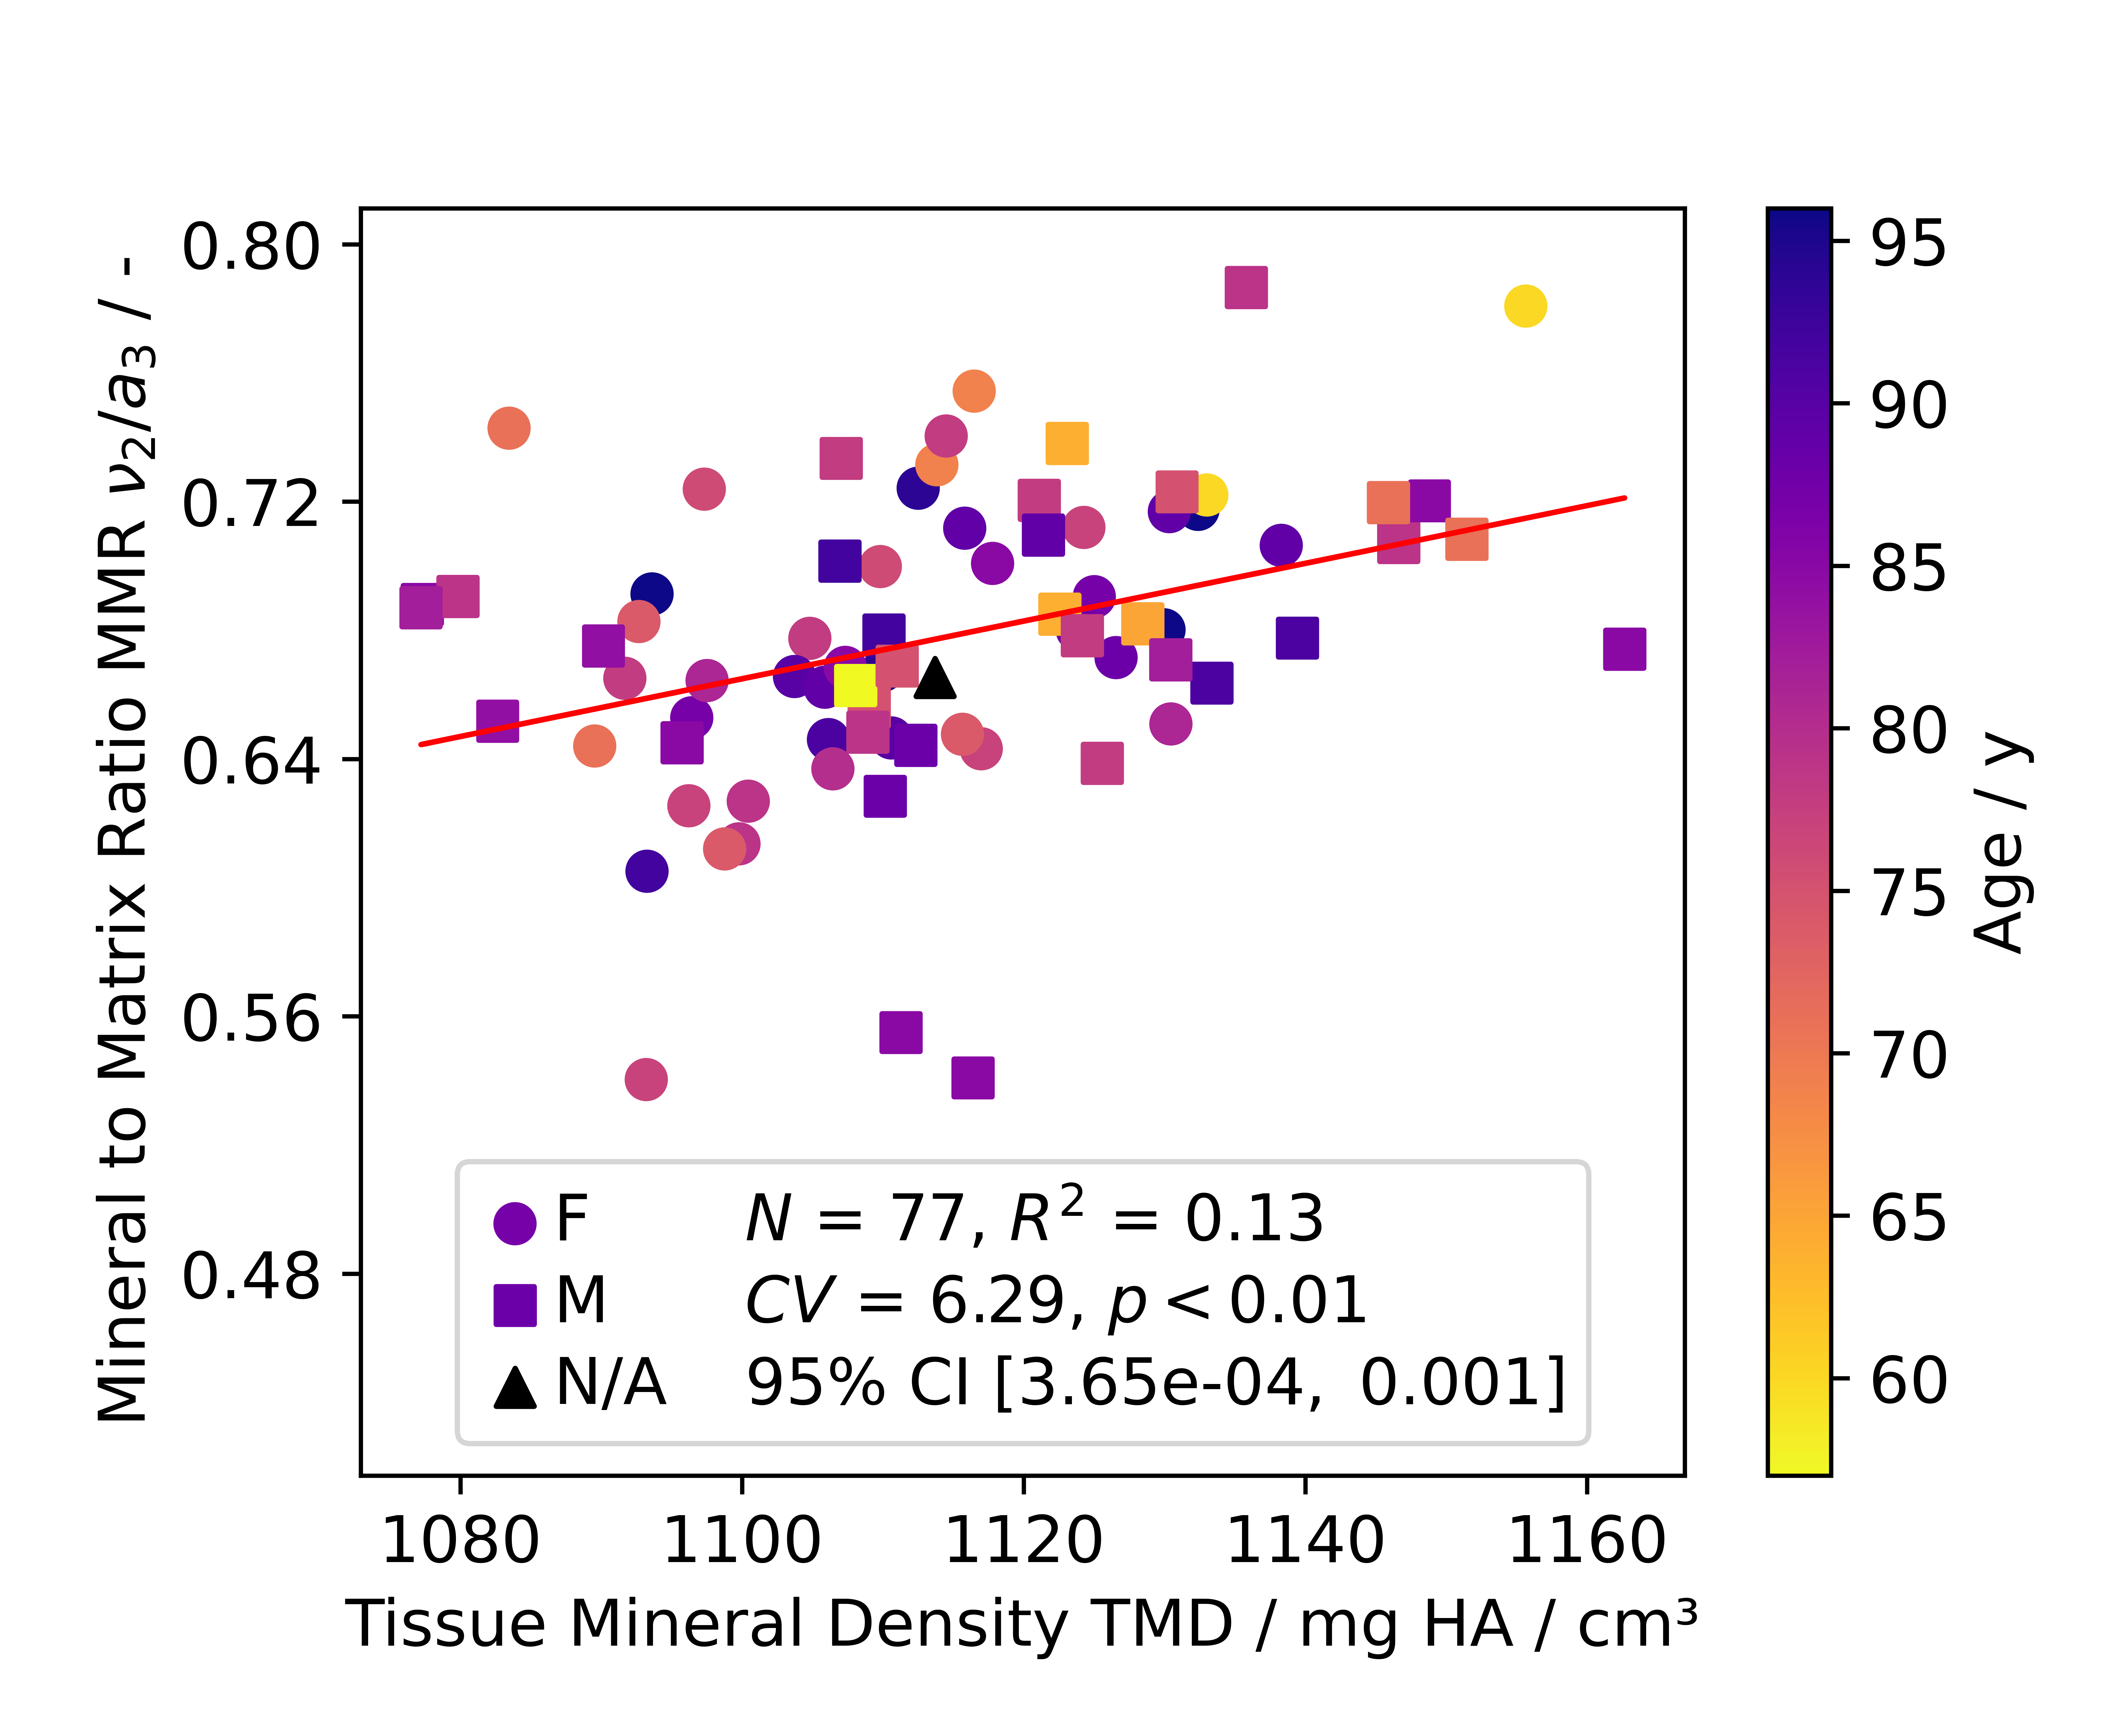 Mineral to Matrix Ratio MMR ν₂/a₃ / -
0.80
0.72
0.64
0.56
0.48
F
M
N/A
N = 77, R² = 0.13
CV = 6.29, p < 0.01
95% CI [3.65e-04, 0.001]
1080 1100 1120 1140 1160
Tissue Mineral Density TMD / mg HA / cm³
95
90
85
80
75
70
65
60
Age / y